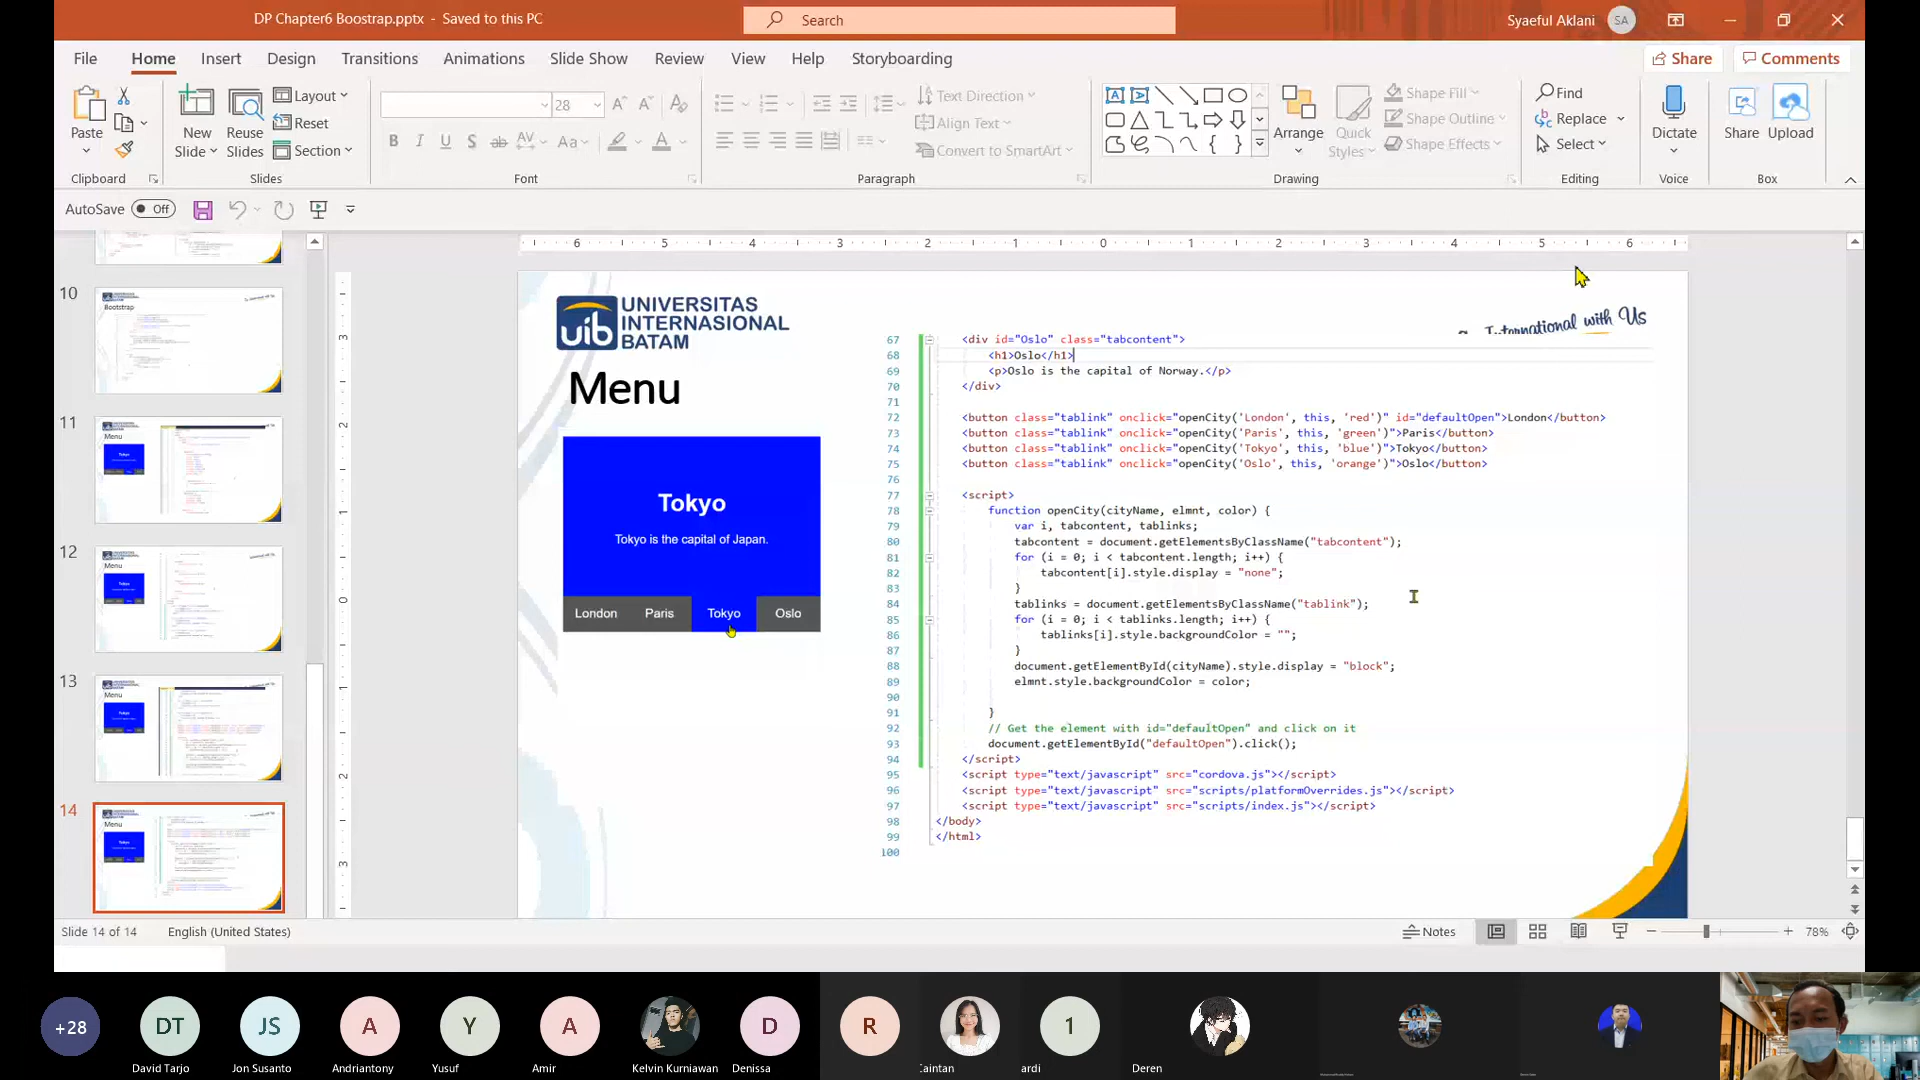 DP Chapter6 Boostrap.pptx - Saved to this PC
Search
Syaeful Aklani SA
File Home Insert Design Transitions Animations Slide Show Review View Help Storyboarding
Share Comments
Paste
New Slide
Reuse Slides
Layout
Reset
Section
28
Text Direction
Align Text
Convert to SmartArt
Arrange
Quick Styles
Shape Fill
Shape Outline
Shape Effects
Find
Replace
Select
Dictate
Share
Upload
Clipboard Slides Font Paragraph Drawing Editing Voice Box
AutoSave Off
10
Bootstrap
11
Menu
12
Menu
13
Menu
14
Menu
UNIVERSITAS
INTERNASIONAL
BATAM
uib
International with Us
Menu
Tokyo
Tokyo is the capital of Japan.
London Paris Tokyo Oslo
67 <div id="Oslo" class="tabcontent">
68 <h1>Oslo</h1>
69 <p>Oslo is the capital of Norway.</p>
70 </div>
71
72 <button class="tablink" onclick="openCity('London', this, 'red')" id="defaultOpen">London</button>
73 <button class="tablink" onclick="openCity('Paris', this, 'green')">Paris</button>
74 <button class="tablink" onclick="openCity('Tokyo', this, 'blue')">Tokyo</button>
75 <button class="tablink" onclick="openCity('Oslo', this, 'orange')">Oslo</button>
76
77 <script>
78 function openCity(cityName, elmnt, color) {
79 var i, tabcontent, tablinks;
80 tabcontent = document.getElementsByClassName("tabcontent");
81 for (i = 0; i < tabcontent.length; i++) {
82 tabcontent[i].style.display = "none";
83 }
84 tablinks = document.getElementsByClassName("tablink");
85 for (i = 0; i < tablinks.length; i++) {
86 tablinks[i].style.backgroundColor = "";
87 }
88 document.getElementById(cityName).style.display = "block";
89 elmnt.style.backgroundColor = color;
90
91 }
92 // Get the element with id="defaultOpen" and click on it
93 document.getElementById("defaultOpen").click();
94 </script>
95 <script type="text/javascript" src="cordova.js"></script>
96 <script type="text/javascript" src="scripts/platformOverrides.js"></script>
97 <script type="text/javascript" src="scripts/index.js"></script>
98 </body>
99 </html>
100
Slide 14 of 14 English (United States)
Notes
78%
+28 DT JS A Y A D R 1
David Tarjo Jon Susanto Andriantony Yusuf Amir Kelvin Kurniawan Denissa Caintan ardi Deren